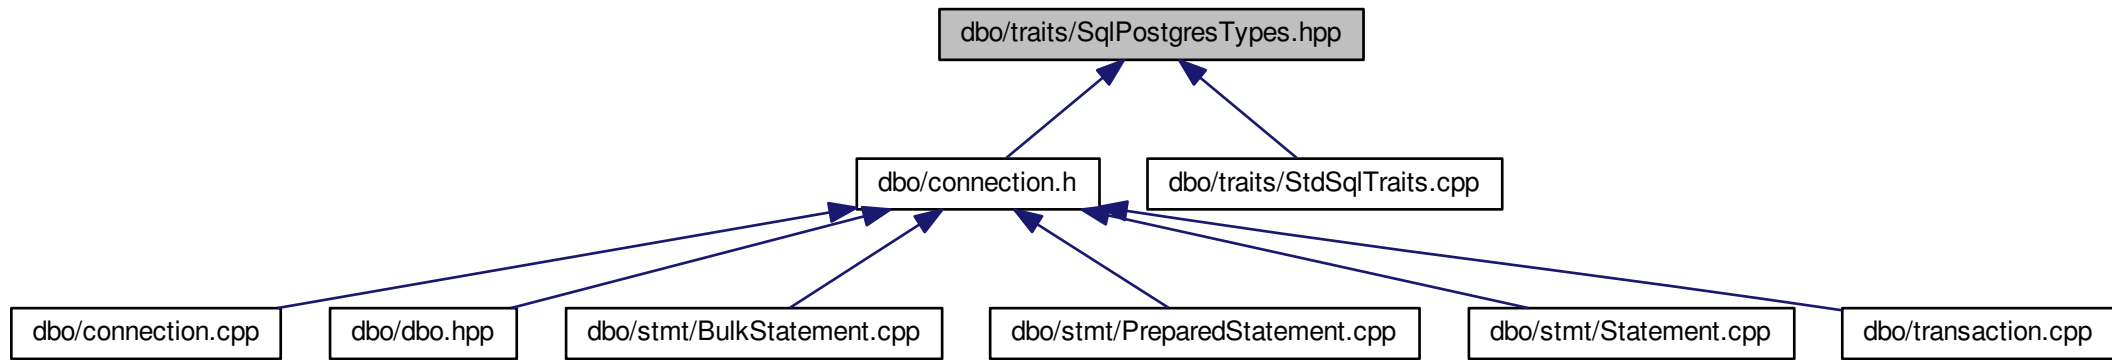 dbo/traits/SqlPostgresTypes.hpp
dbo/connection.h
dbo/traits/StdSqlTraits.cpp
dbo/connection.cpp
dbo/dbo.hpp
dbo/stmt/BulkStatement.cpp
dbo/stmt/PreparedStatement.cpp
dbo/stmt/Statement.cpp
dbo/transaction.cpp